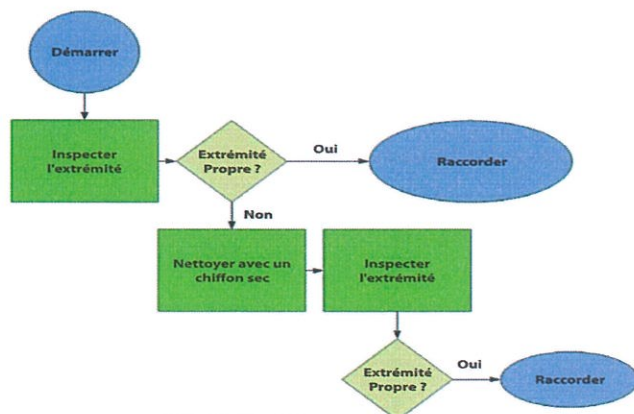 Démarrer
Inspecter
l'extrémité
Extrémité
Propre ?
Oui
Raccorder
Non
Nettoyer avec un
chiffon sec
Inspecter
l'extrémité
Extrémité
Propre ?
Oui
Raccorder